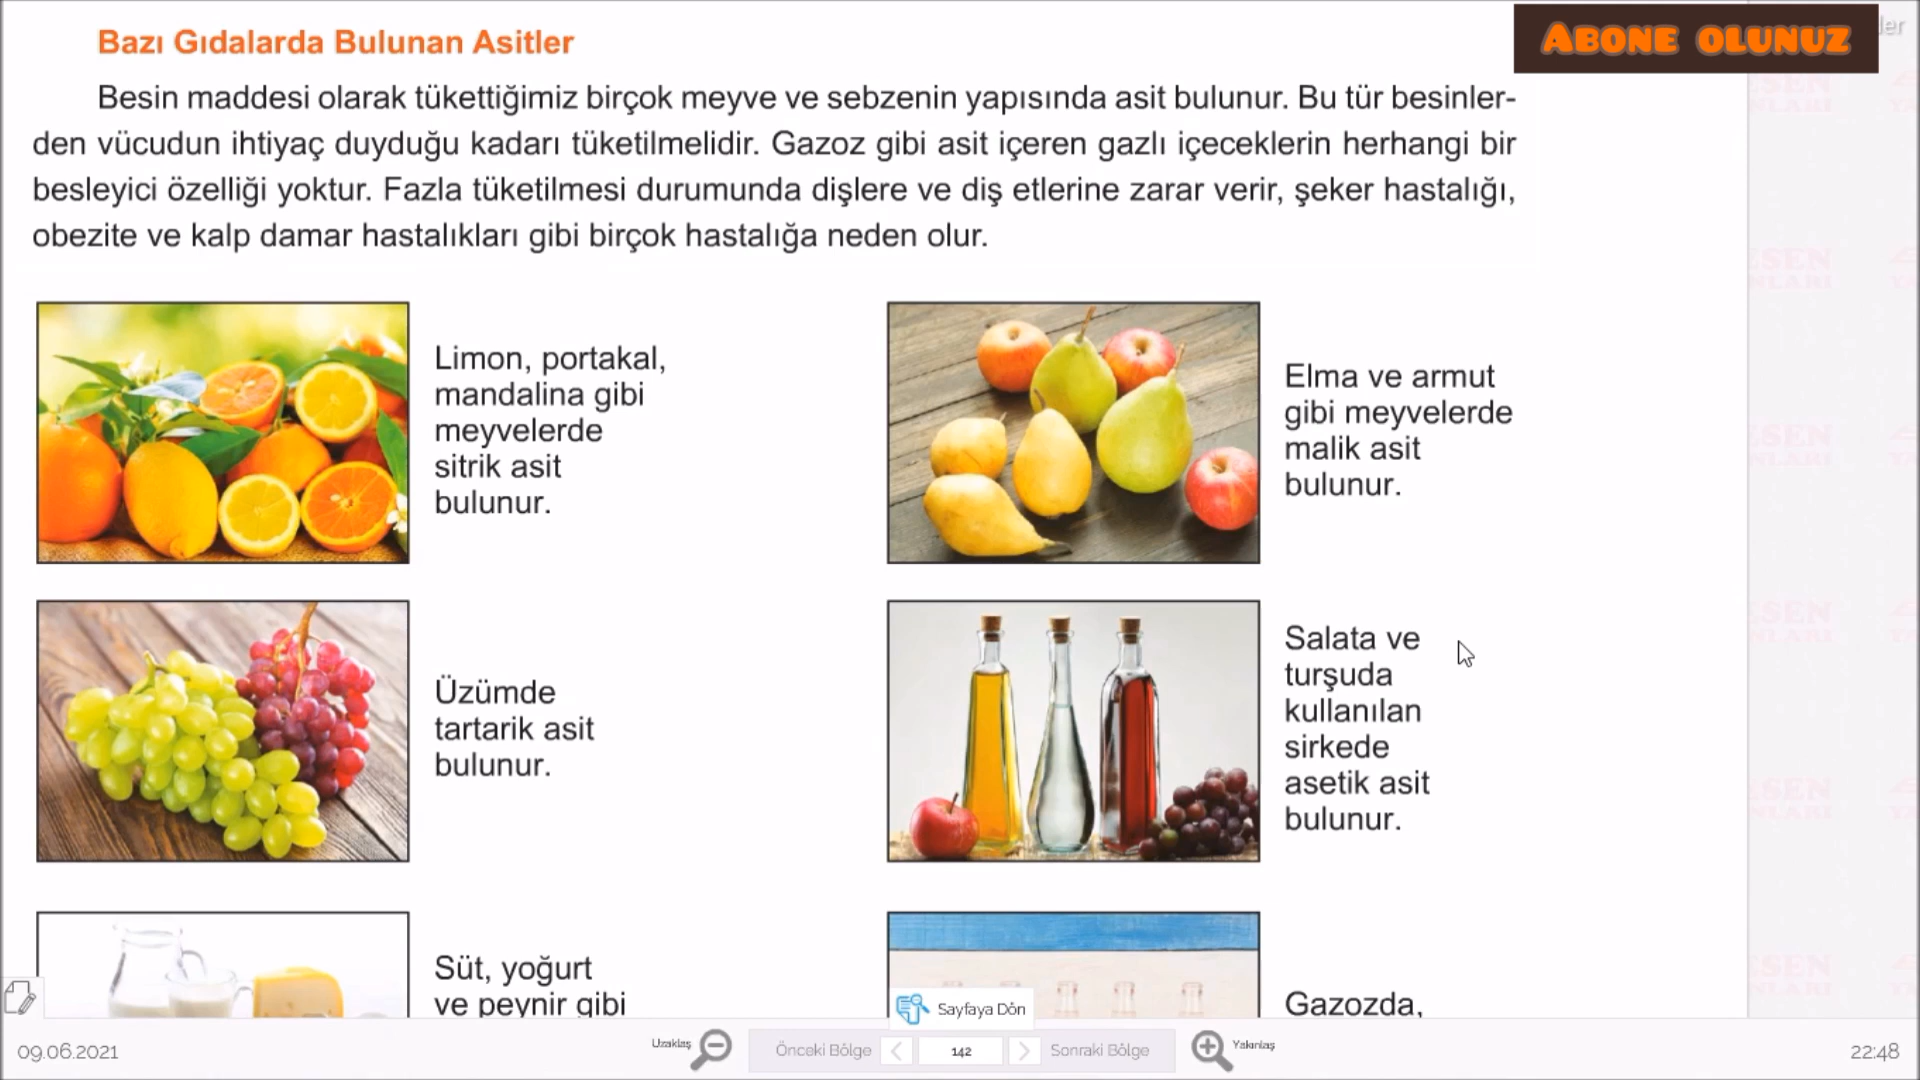 Bazı Gıdalarda Bulunan Asitler
ABONE OLUNUZ
Besin maddesi olarak tükettiğimiz birçok meyve ve sebzenin yapısında asit bulunur. Bu tür besinler-
den vücudun ihtiyaç duyduğu kadarı tüketilmelidir. Gazoz gibi asit içeren gazlı içeceklerin herhangi bir
besleyici özelliği yoktur. Fazla tüketilmesi durumunda dişlere ve diş etlerine zarar verir, şeker hastalığı,
obezite ve kalp damar hastalıkları gibi birçok hastalığa neden olur.
Limon, portakal,
mandalina gibi
meyvelerde
sitrik asit
bulunur.
Elma ve armut
gibi meyvelerde
malik asit
bulunur.
Üzümde
tartarik asit
bulunur.
Salata ve
turşuda
kullanılan
sirkede
asetik asit
bulunur.
Süt, yoğurt
ve peynir gibi
Gazozda,
Sayfaya Dön
09.06.2021
Uzaklaş
Önceki Bölge
142
Sonraki Bölge
Yakınlaş
22:48